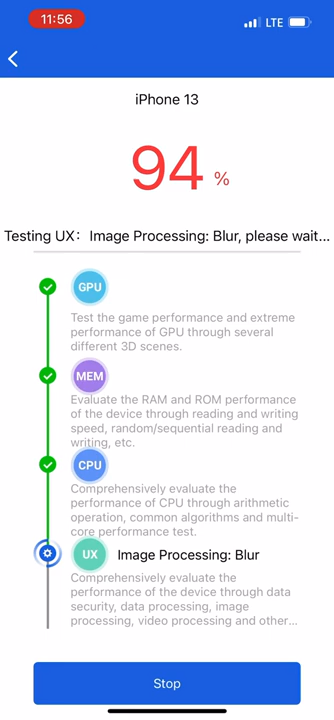 11:56
LTE
iPhone 13
94 %
Testing UX: Image Processing: Blur, please wait...
GPU
Test the game performance and extreme
performance of GPU through several
different 3D scenes.
MEM
Evaluate the RAM and ROM performance
of the device through reading and writing
speed, random/sequential reading and
writing, etc.
CPU
Comprehensively evaluate the
performance of CPU through arithmetic
operation, common algorithms and multi-
core performance test.
UX Image Processing: Blur
Comprehensively evaluate the
performance of the device through data
security, data processing, image
processing, video processing and other...
Stop